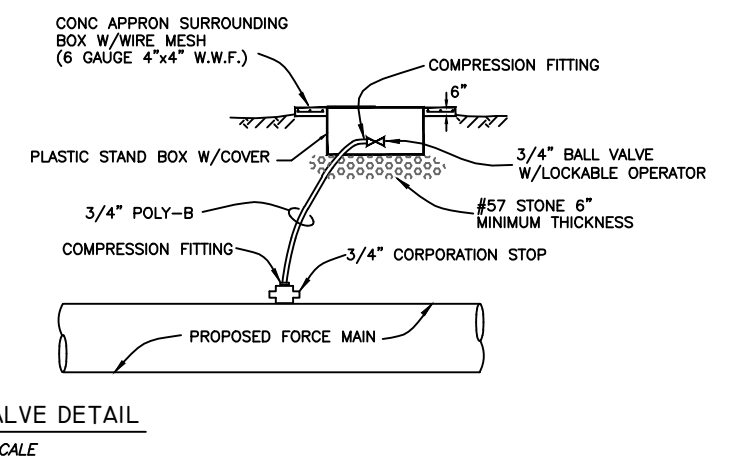 CONC APPRON SURROUNDING
BOX W/WIRE MESH
(6 GAUGE 4"x4" W.W.F.)
COMPRESSION FITTING
6"
PLASTIC STAND BOX W/COVER
3/4" BALL VALVE
W/LOCKABLE OPERATOR
3/4" POLY-B
#57 STONE 6"
MINIMUM THICKNESS
COMPRESSION FITTING
3/4" CORPORATION STOP
PROPOSED FORCE MAIN
ALVE DETAIL
CALE